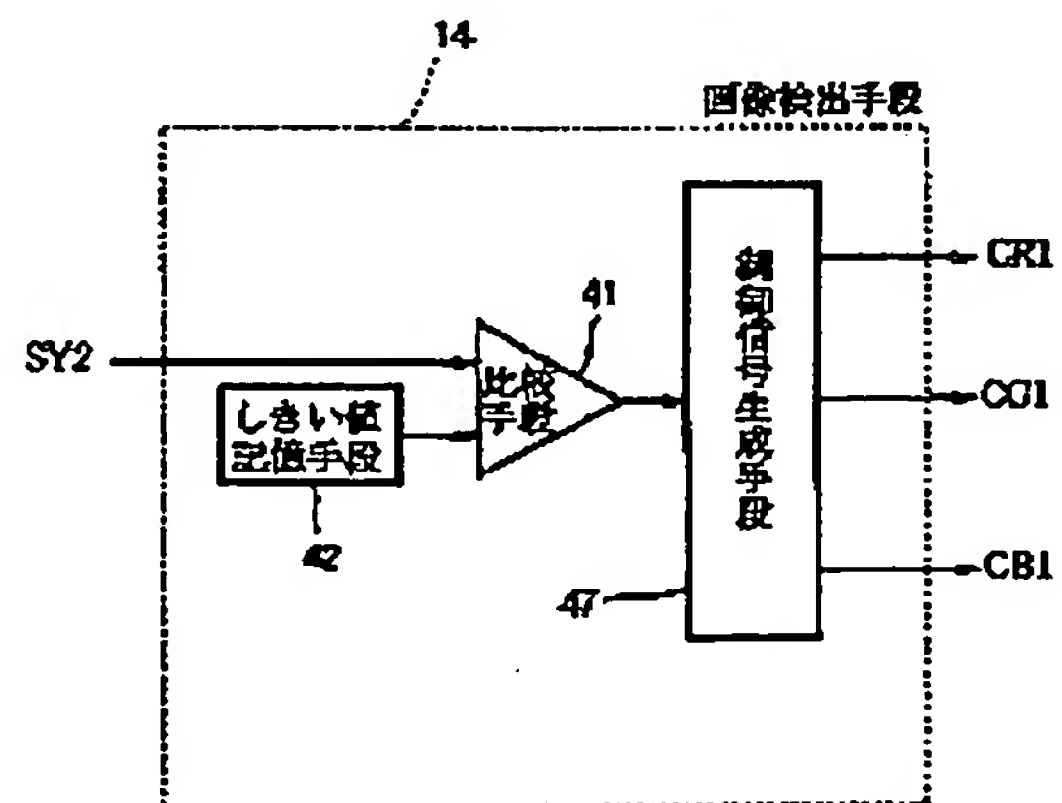 14
画像検出手段
SY2
しきい値
記憶手段
42
比較
手段
41
制御信号生成手段
47
CR1
CG1
CB1